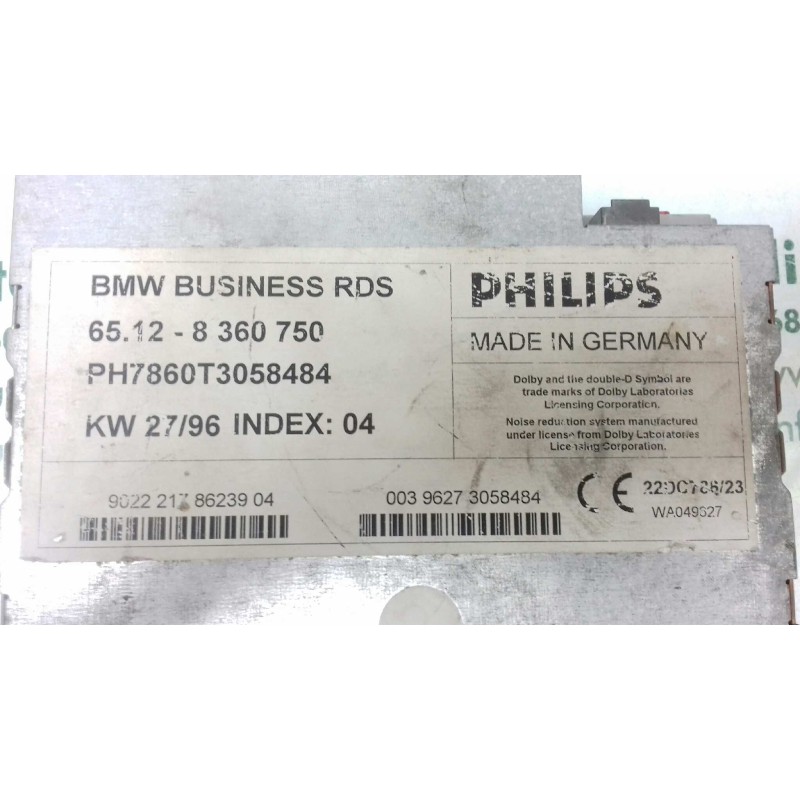 BMW BUSINESS RDS
65.12 - 8 360 750
PH7860T3058484
KW 27/96 INDEX: 04
PHILIPS
MADE IN GERMANY
Dolby and the double-D Symbol are
trade marks of Dolby Laboratories
Licensing Corporation.
Noise reduction system manufactured
under license from Dolby Laboratories
Licensing Corporation.
9022 217 86239 04
003 9627 3058484
CE
WA049627